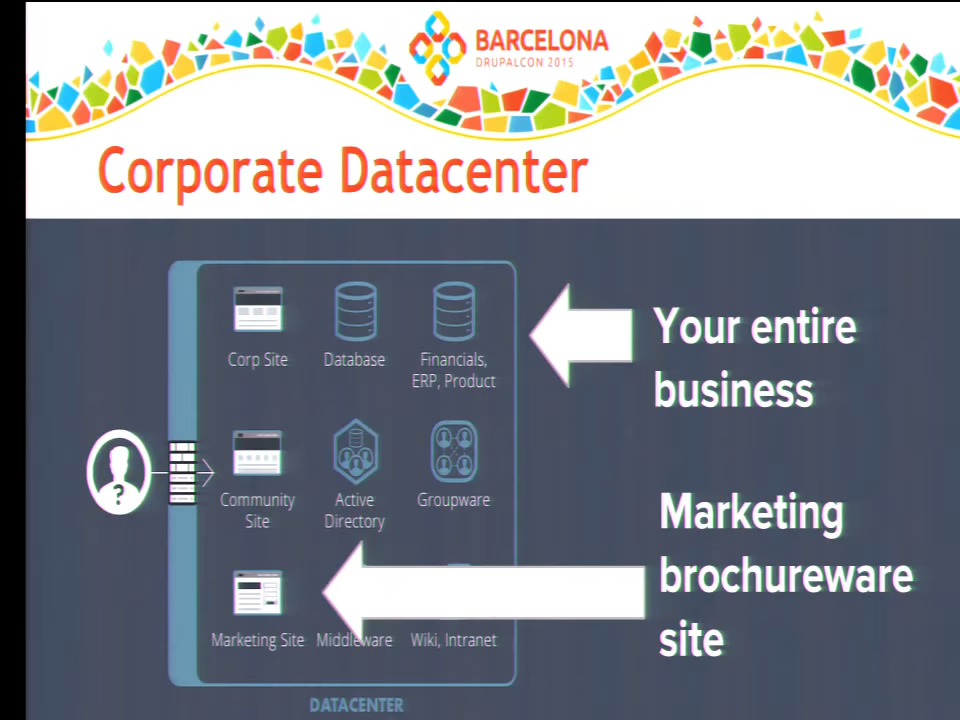 BARCELONA
DRUPALCON 2015
Corporate Datacenter
Corp Site
Database
Financials,
ERP, Product
Your entire
business
?
Community
Site
Active
Directory
Groupware
Marketing
brochureware
site
Marketing Site
Middleware
Wiki, Intranet
DATACENTER